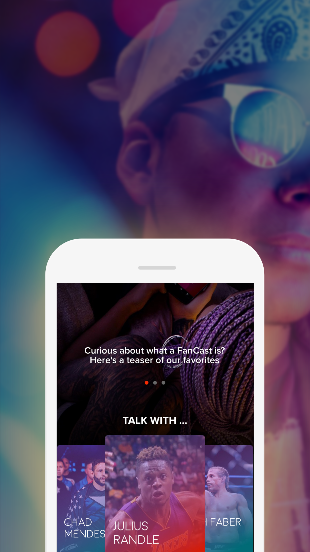 Curious about what a FanCast is?
Here's a teaser of our favorites
TALK WITH ...
CHAD
MENDES
JULIUS
RANDLE
FABER